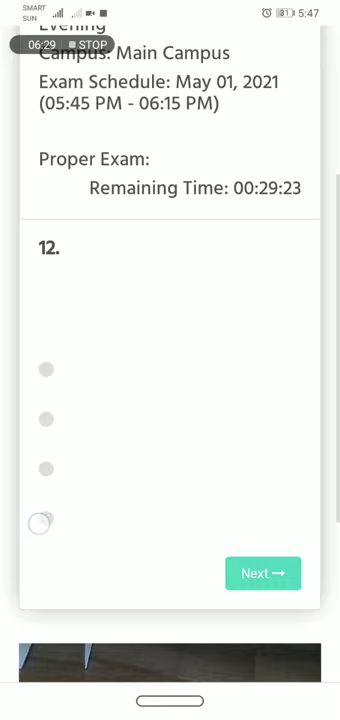 SMART
SUN
5:47
06:29 STOP
Evening
Campus: Main Campus
Exam Schedule: May 01, 2021
(05:45 PM - 06:15 PM)
Proper Exam:
Remaining Time: 00:29:23
12.
Next →